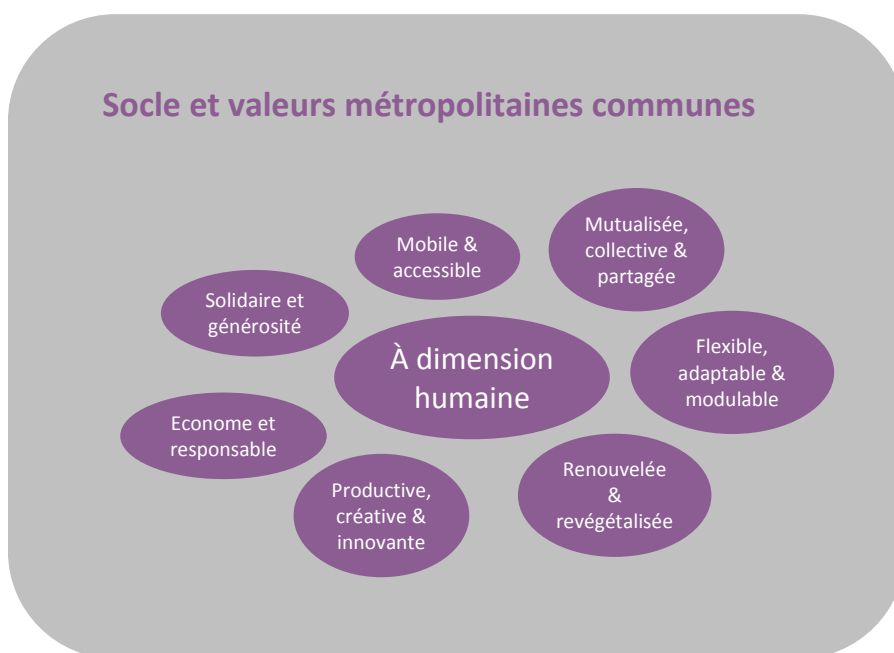 Socle et valeurs métropolitaines communes
Mobile &
accessible
Mutualisée,
collective &
partagée
Solidaire et
générosité
À dimension
humaine
Flexible,
adaptable &
modulable
Econome et
responsable
Productive,
créative &
innovante
Renouvelée
&
revégétalisée